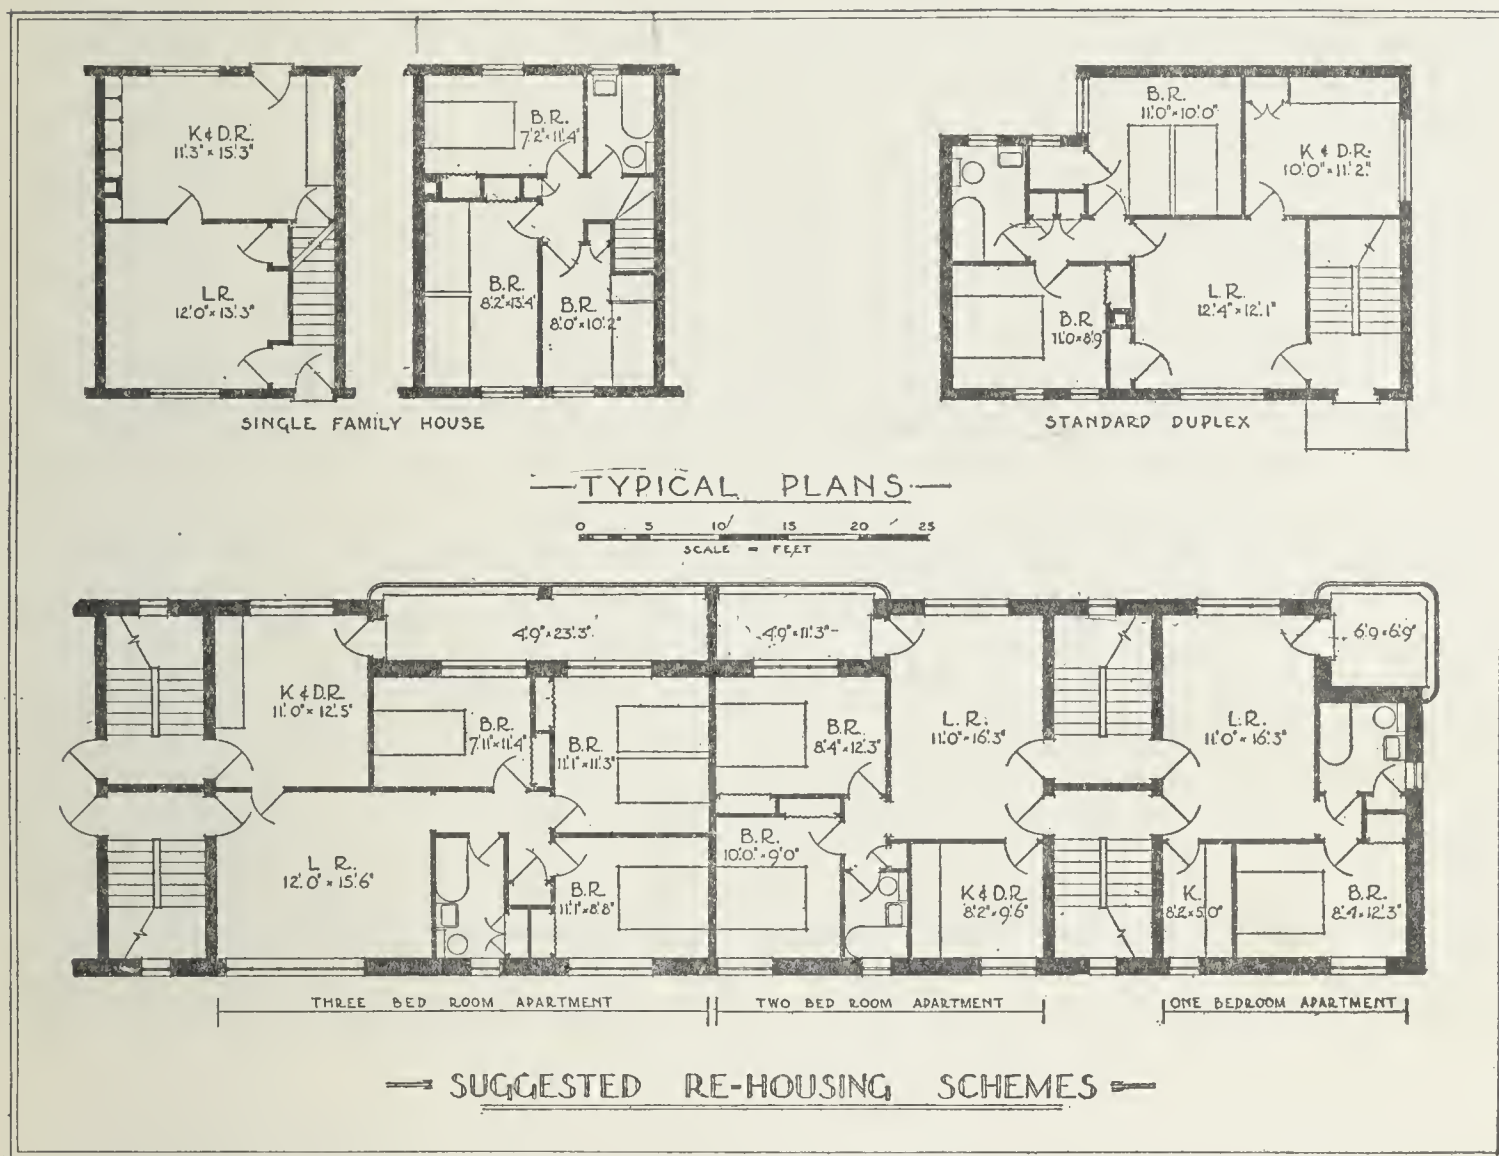 K & D.R.
11'.3" × 15'.3"
L.R.
12'.0" × 13'.3"
SINGLE FAMILY HOUSE
B.R.
7'.2" × 11'.4"
B.R.
8'.2" × 13'.4"
B.R.
8'.0" × 10'.2"
B.R.
11'.0" × 10'.0"
K & D.R.
10'.0" × 11'.2"
L.R.
12'.4" × 12'.1"
B.R.
11'.0 × 8'.9"
STANDARD DUPLEX
TYPICAL PLANS
0 5 10 15 20 25
SCALE = FEET
4'.9" × 23'.3"
4'.9" × 11'.3"
6'.9 × 6'.9"
K & D.R.
11'.0" × 12'.5"
B.R.
7'.11" × 11'.4"
B.R.
11'.1" × 11'.3"
B.R.
8'.4" × 12'.3"
L.R.
11'.0" × 16'.3"
L.R.
11'.0" × 16'.3"
L.R.
12'.0" × 15'.6"
B.R.
11'.1" × 8'.8"
B.R.
10'.0" × 9'.0"
K & D.R.
8'.2" × 9'.6"
K.
8'.2 × 5'.0"
B.R.
8'.4 × 12'.3"
THREE BED ROOM APARTMENT
TWO BED ROOM APARTMENT
ONE BEDROOM APARTMENT
SUGGESTED RE-HOUSING SCHEMES